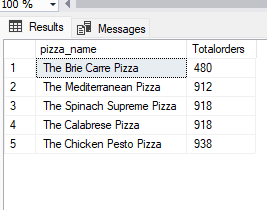 100 %
Results Messages
pizza_name Totalorders
1 The Brie Carre Pizza 480
2 The Mediterranean Pizza 912
3 The Spinach Supreme Pizza 918
4 The Calabrese Pizza 918
5 The Chicken Pesto Pizza 938